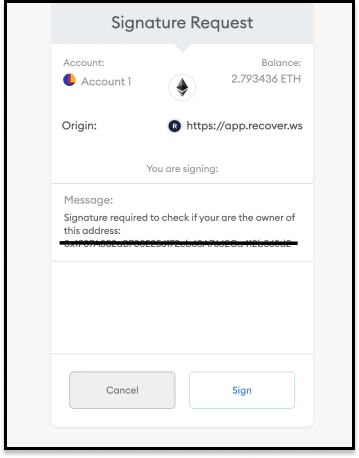 Signature Request
Account:
Balance:
Account 1
2.793436 ETH
Origin:
R
https://app.recover.ws
You are signing:
Message:
Signature required to check if your are the owner of
this address:
Cancel
Sign